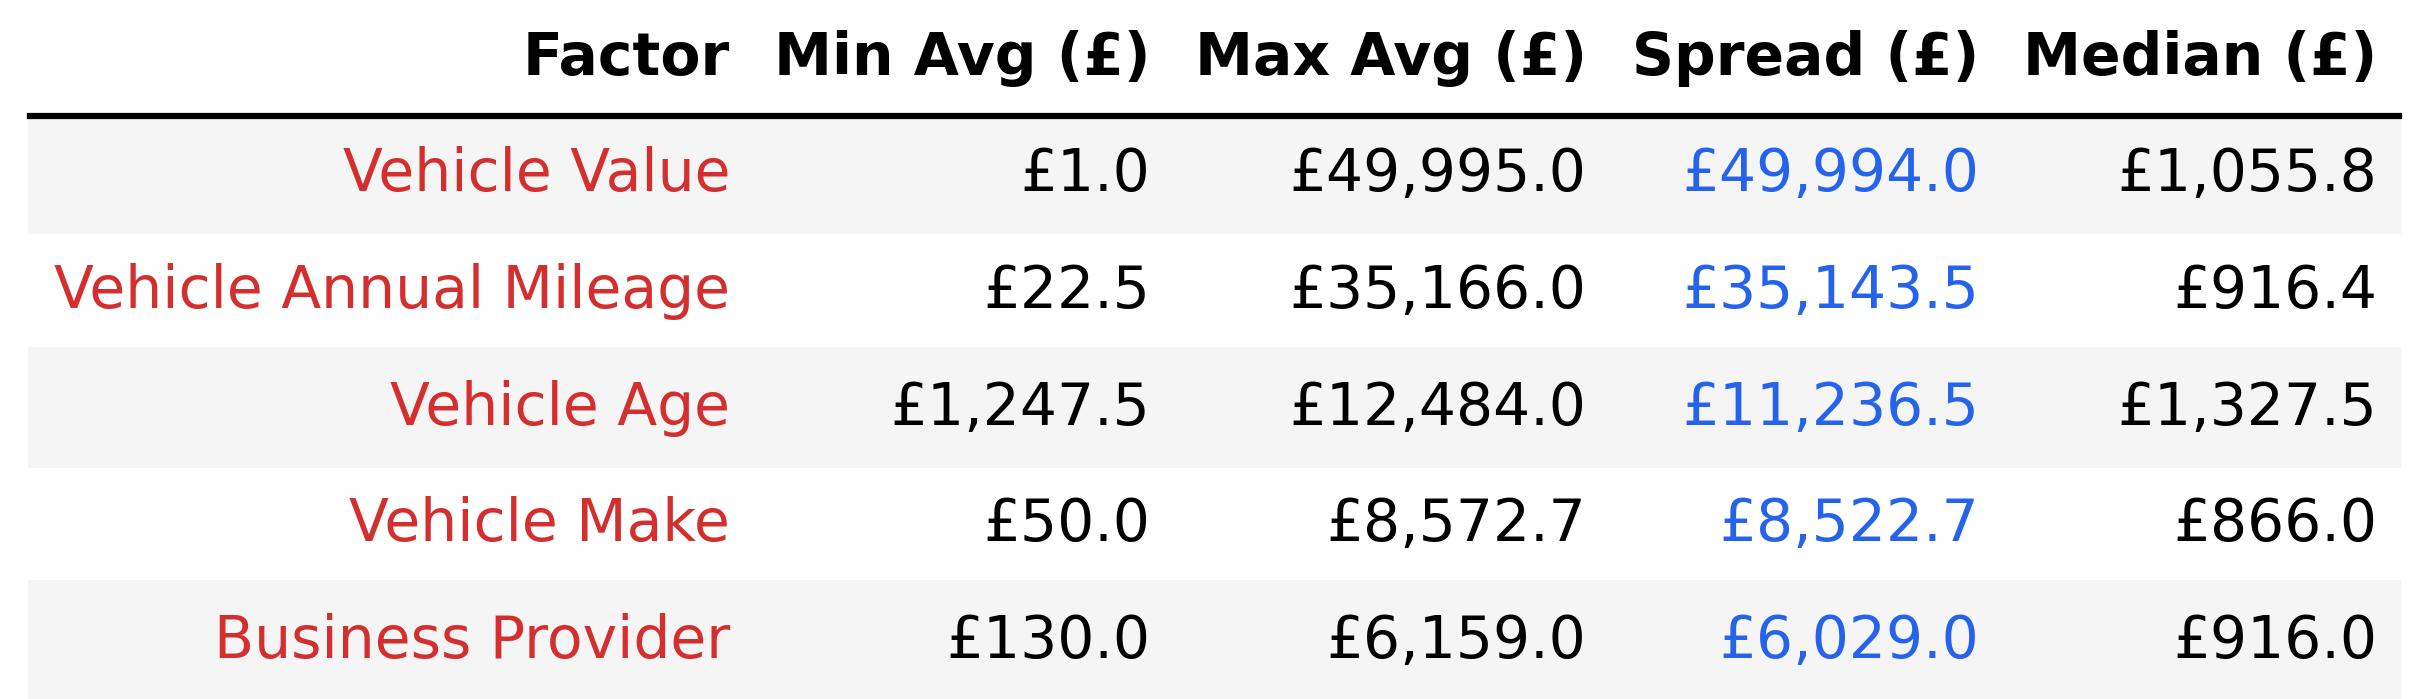 Factor Min Avg (£) Max Avg (£) Spread (£) Median (£)
Vehicle Value £1.0 £49,995.0 £49,994.0 £1,055.8
Vehicle Annual Mileage £22.5 £35,166.0 £35,143.5 £916.4
Vehicle Age £1,247.5 £12,484.0 £11,236.5 £1,327.5
Vehicle Make £50.0 £8,572.7 £8,522.7 £866.0
Business Provider £130.0 £6,159.0 £6,029.0 £916.0